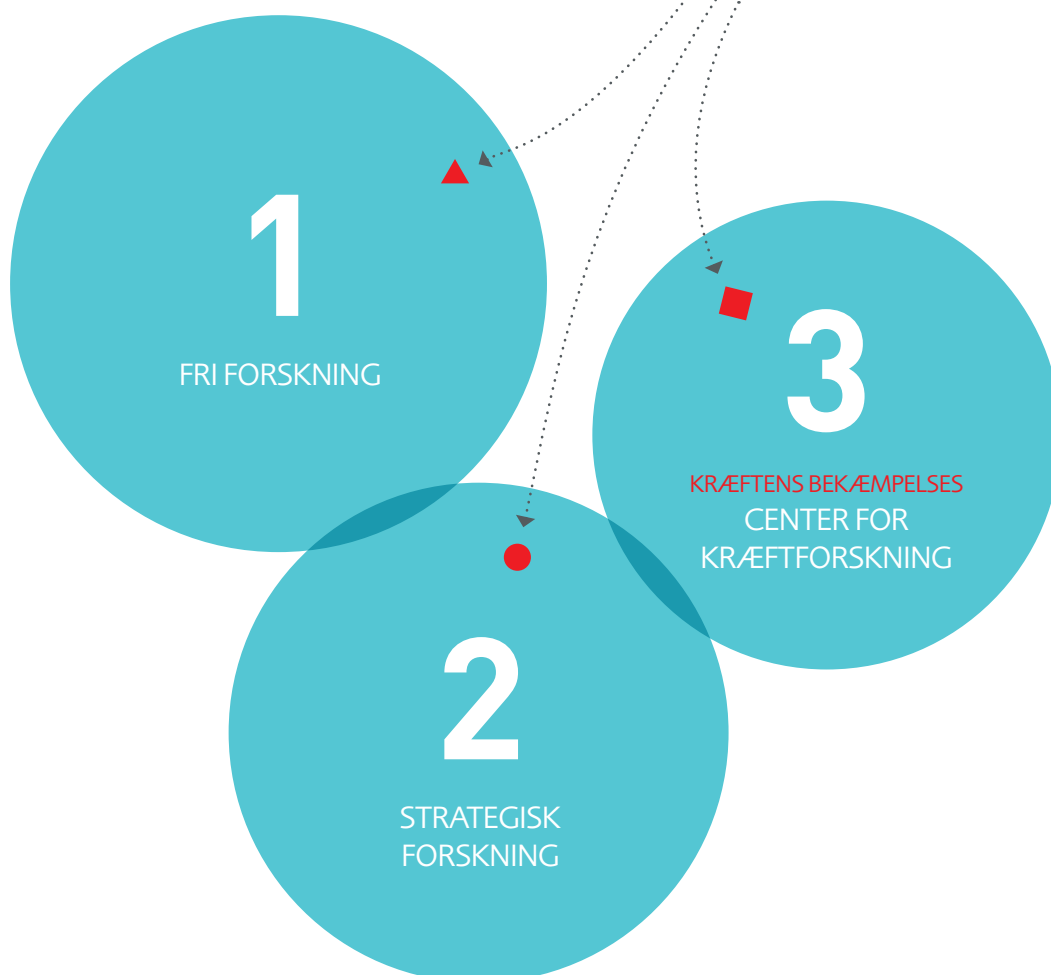 1
FRI FORSKNING
3
KRÆFTENS BEKÆMPELSES
CENTER FOR
KRÆFTFORSKNING
2
STRATEGISK
FORSKNING